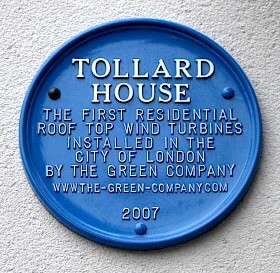 TOLLARD
HOUSE
THE FIRST RESIDENTIAL
ROOF TOP WIND TURBINES
INSTALLED IN THE
CITY OF LONDON
BY THE GREEN COMPANY
WWW.THE-GREEN-COMPANY.COM
2007